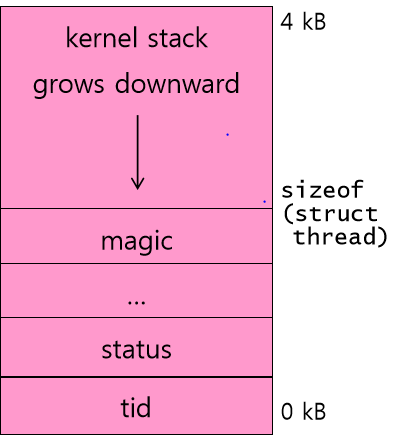 kernel stack
4 kB
grows downward
sizeof
(struct
thread)
magic
...
status
tid
0 kB